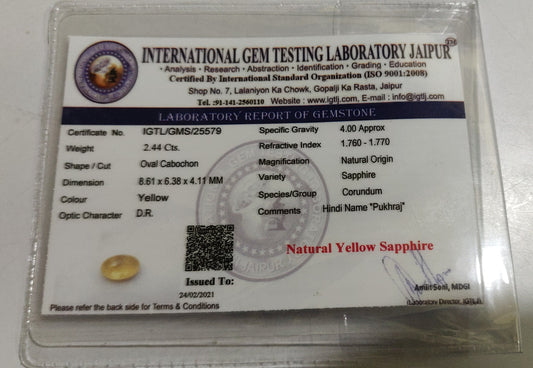 INTERNATIONAL GEM TESTING LABORATORY JAIPUR TM
• Analysis • Research • Abstraction • Identification • Grading • Education
Certified By International Standard Organization (ISO 9001:2008)
Shop No. 7, Lalaniyon Ka Chowk, Gopalji Ka Rasta, Jaipur
Tel. :91-141-2560110 Website : www.igtlj.com, E-mail : info@igtlj.com
LABORATORY REPORT OF GEMSTONE
Certificate No. IGTL/GMS/25579
Weight 2.44 Cts.
Shape / Cut Oval Cabochon
Dimension 8.61 x 6.38 x 4.11 MM
Colour Yellow
Optic Character D.R.
Specific Gravity 4.00 Approx
Refractive Index 1.760 - 1.770
Magnification Natural Origin
Variety Sapphire
Species/Group Corundum
Comments Hindi Name "Pukhraj"
Natural Yellow Sapphire
Issued To:
24/02/2021
Amit Soni, MDGI
(Laboratory Director, IGTLJ)
Please refer the back side for Terms & Conditions
JAIPUR